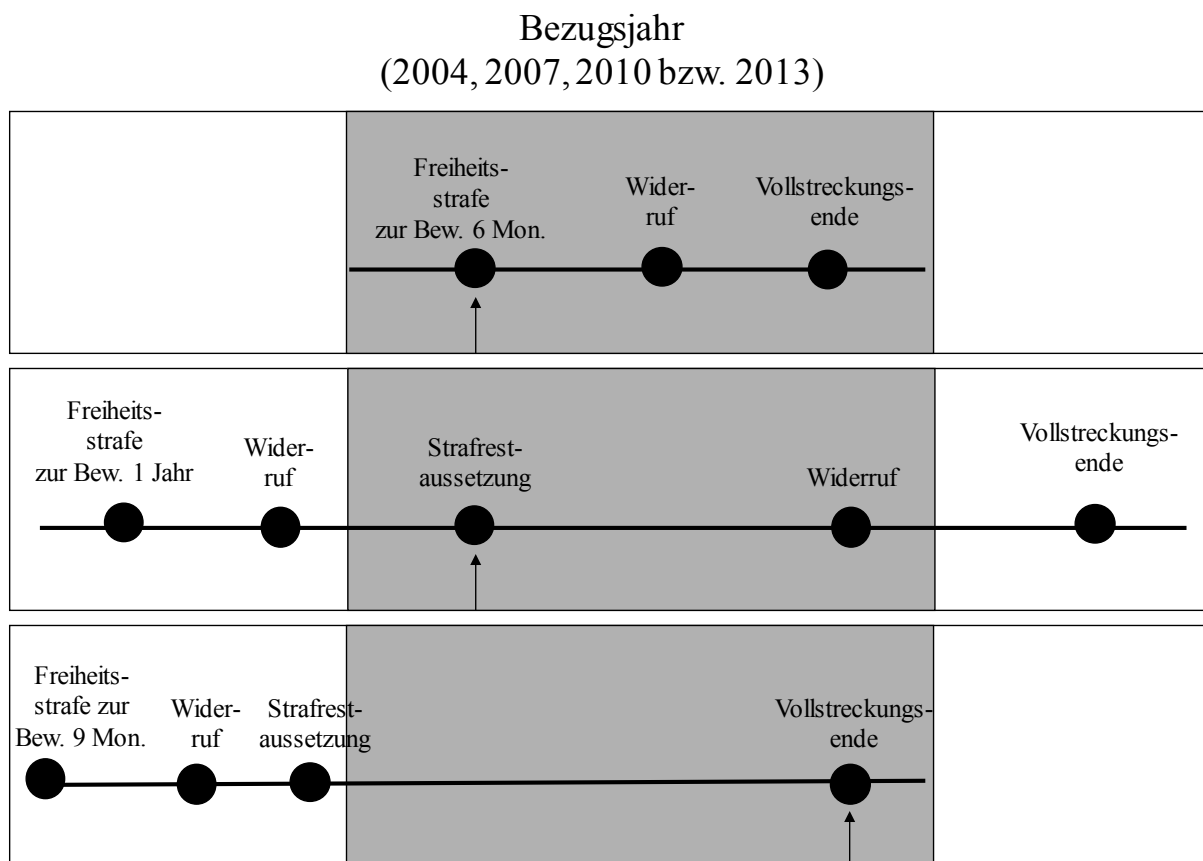 Bezugsjahr
(2004, 2007, 2010 bzw. 2013)
Freiheits-
strafe
zur Bew. 6 Mon.
Wider-
ruf
Vollstreckungs-
ende
Freiheits-
strafe
zur Bew. 1 Jahr
Wider-
ruf
Strafrest-
aussetzung
Widerruf
Vollstreckungs-
ende
Freiheits-
strafe zur
Bew. 9 Mon.
Wider-
ruf
Strafrest-
aussetzung
Vollstreckungs-
ende